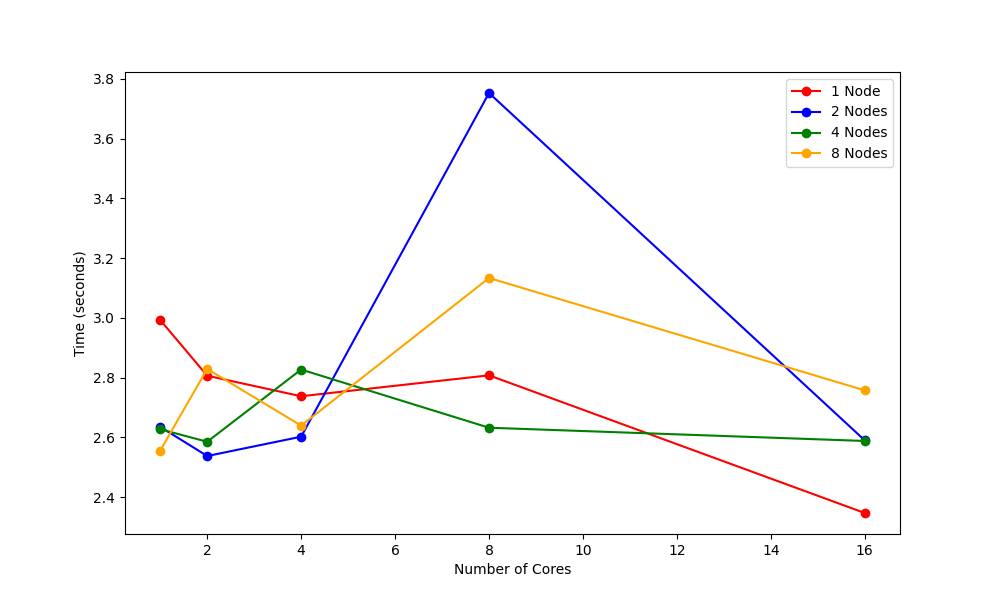 3.8
3.6
3.4
3.2
3.0
2.8
2.6
2.4
Time (seconds)
2 4 6 8 10 12 14 16
Number of Cores
1 Node
2 Nodes
4 Nodes
8 Nodes